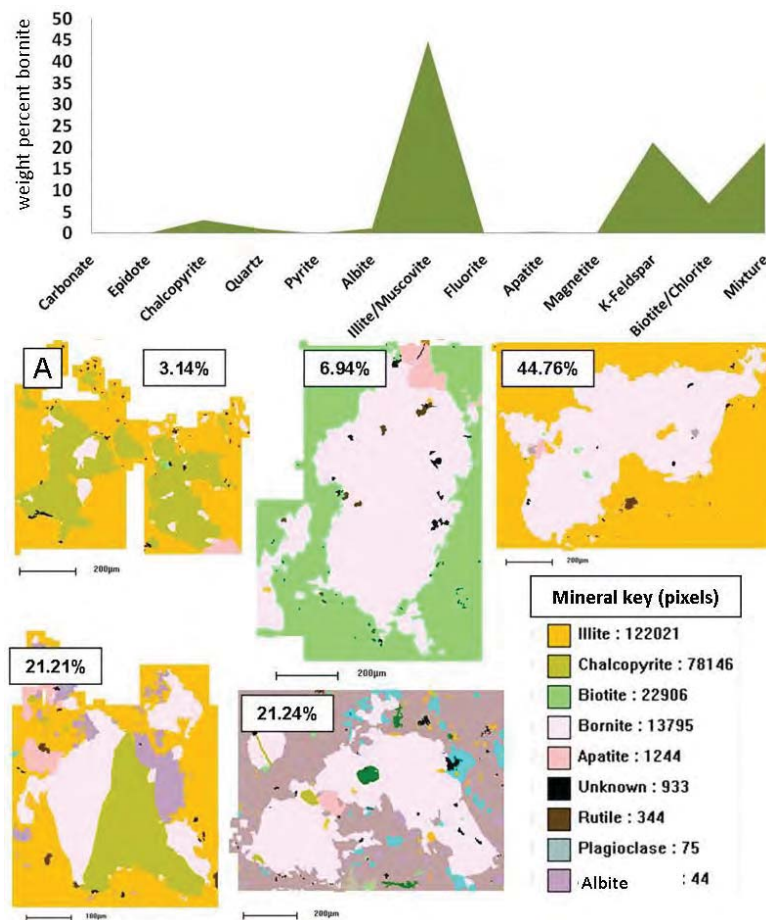 weight percent bornite
50
45
40
35
30
25
20
15
10
5
0
Carbonate
Epidote
Chalcopyrite
Quartz
Pyrite
Albite
Illite/Muscovite
Fluorite
Apatite
Magnetite
K-Feldspar
Biotite/Chlorite
Mixture
A
3.14%
200µm
6.94%
200µm
44.76%
200µm
21.21%
100µm
21.24%
200µm
Mineral key (pixels)
Illite : 122021
Chalcopyrite : 78146
Biotite : 22906
Bornite : 13795
Apatite : 1244
Unknown : 933
Rutile : 344
Plagioclase : 75
Albite : 44